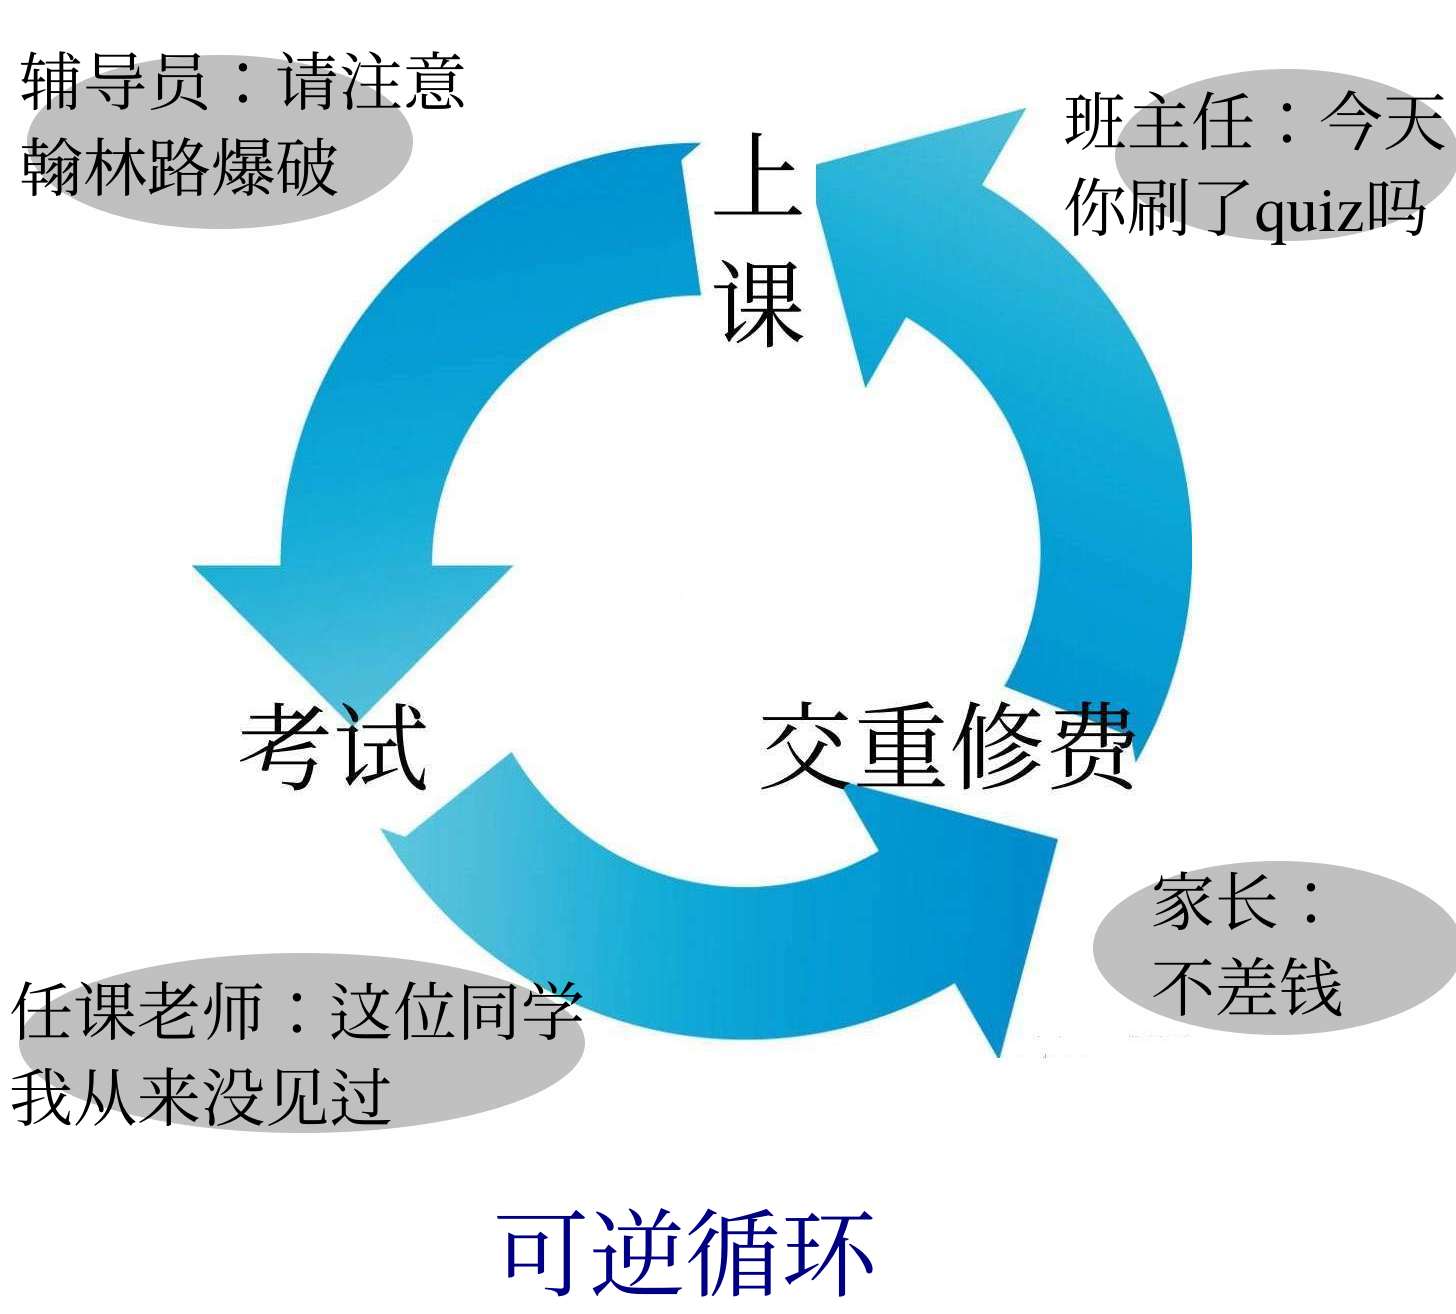 辅导员：请注意
翰林路爆破
班主任：今天
你刷了quiz吗
上
课
考试
交重修费
家长：
不差钱
任课老师：这位同学
我从来没见过
可逆循环